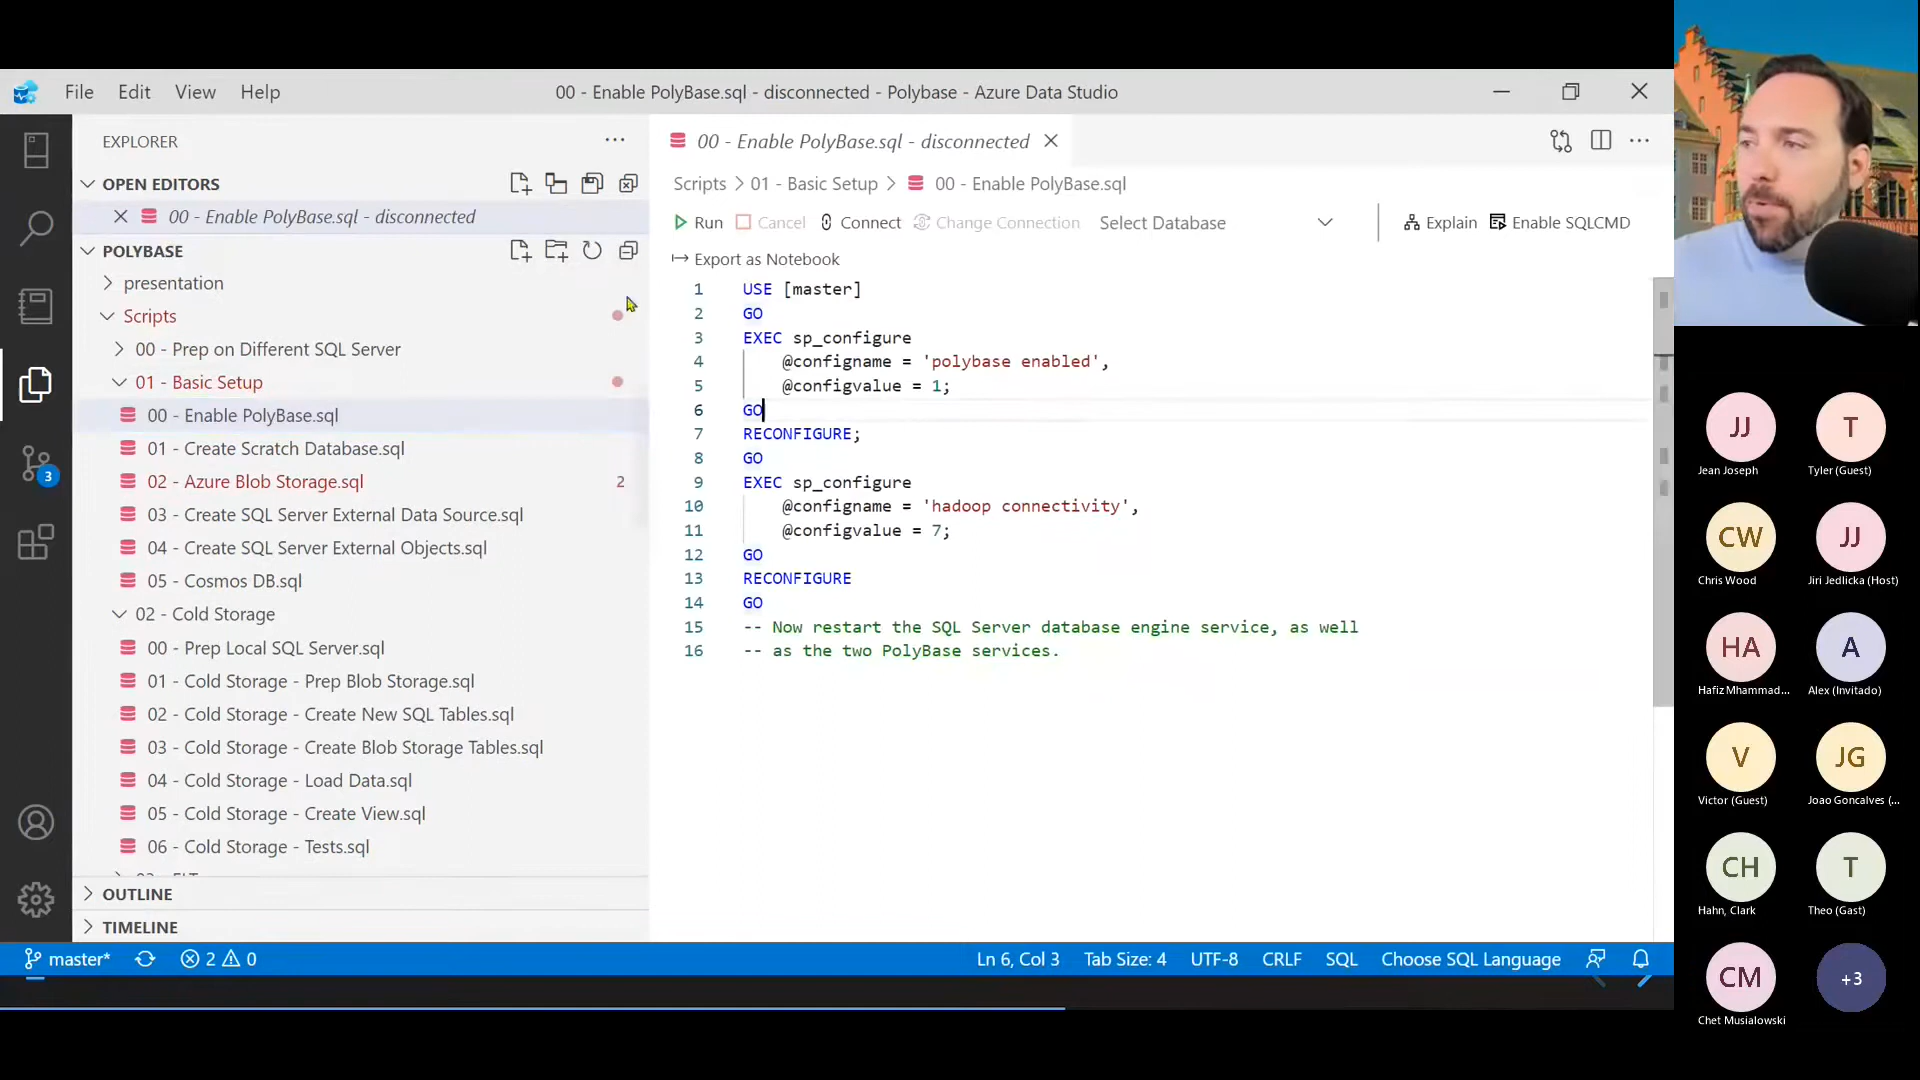 File Edit View Help
00 - Enable PolyBase.sql - disconnected - Polybase - Azure Data Studio
EXPLORER
OPEN EDITORS
00 - Enable PolyBase.sql - disconnected
POLYBASE
presentation
Scripts
00 - Prep on Different SQL Server
01 - Basic Setup
00 - Enable PolyBase.sql
01 - Create Scratch Database.sql
02 - Azure Blob Storage.sql 2
03 - Create SQL Server External Data Source.sql
04 - Create SQL Server External Objects.sql
05 - Cosmos DB.sql
02 - Cold Storage
00 - Prep Local SQL Server.sql
01 - Cold Storage - Prep Blob Storage.sql
02 - Cold Storage - Create New SQL Tables.sql
03 - Cold Storage - Create Blob Storage Tables.sql
04 - Cold Storage - Load Data.sql
05 - Cold Storage - Create View.sql
06 - Cold Storage - Tests.sql
OUTLINE
TIMELINE
3
00 - Enable PolyBase.sql - disconnected
Scripts > 01 - Basic Setup > 00 - Enable PolyBase.sql
Run Cancel Connect Change Connection Select Database Explain Enable SQLCMD
Export as Notebook
1 USE [master]
2 GO
3 EXEC sp_configure
4 @configname = 'polybase enabled',
5 @configvalue = 1;
6 GO
7 RECONFIGURE;
8 GO
9 EXEC sp_configure
10 @configname = 'hadoop connectivity',
11 @configvalue = 7;
12 GO
13 RECONFIGURE
14 GO
15 -- Now restart the SQL Server database engine service, as well
16 -- as the two PolyBase services.
master* 2 0 Ln 6, Col 3 Tab Size: 4 UTF-8 CRLF SQL Choose SQL Language
JJ T
Jean Joseph Tyler (Guest)
CW JJ
Chris Wood Jiri Jedlicka (Host)
HA A
Hafiz Mhammad... Alex (Invitado)
V JG
Victor (Guest) Joao Goncalves (...
CH T
Hahn, Clark Theo (Gast)
CM +3
Chet Musialowski